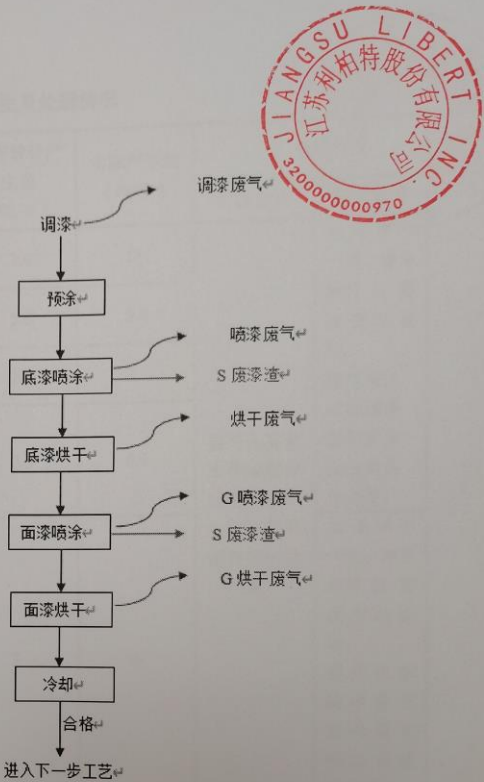 JIANGSU LIBERT INC.
江苏利柏特股份有限公司
3200000000970
调漆废气
调漆
预涂
喷漆废气
底漆喷涂
S 废漆渣
烘干废气
底漆烘干
G 喷漆废气
面漆喷涂
S 废漆渣
G 烘干废气
面漆烘干
冷却
合格
进入下一步工艺